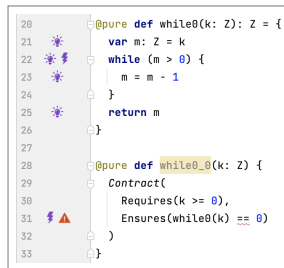 20 @pure def while0(k: Z): Z = {
21 var m: Z = k
22 while (m > 0) {
23 m = m - 1
24 }
25 return m
26 }
27
28 @pure def while0_0(k: Z) {
29 Contract(
30 Requires(k >= 0),
31 Ensures(while0(k) == 0)
32 )
33 }